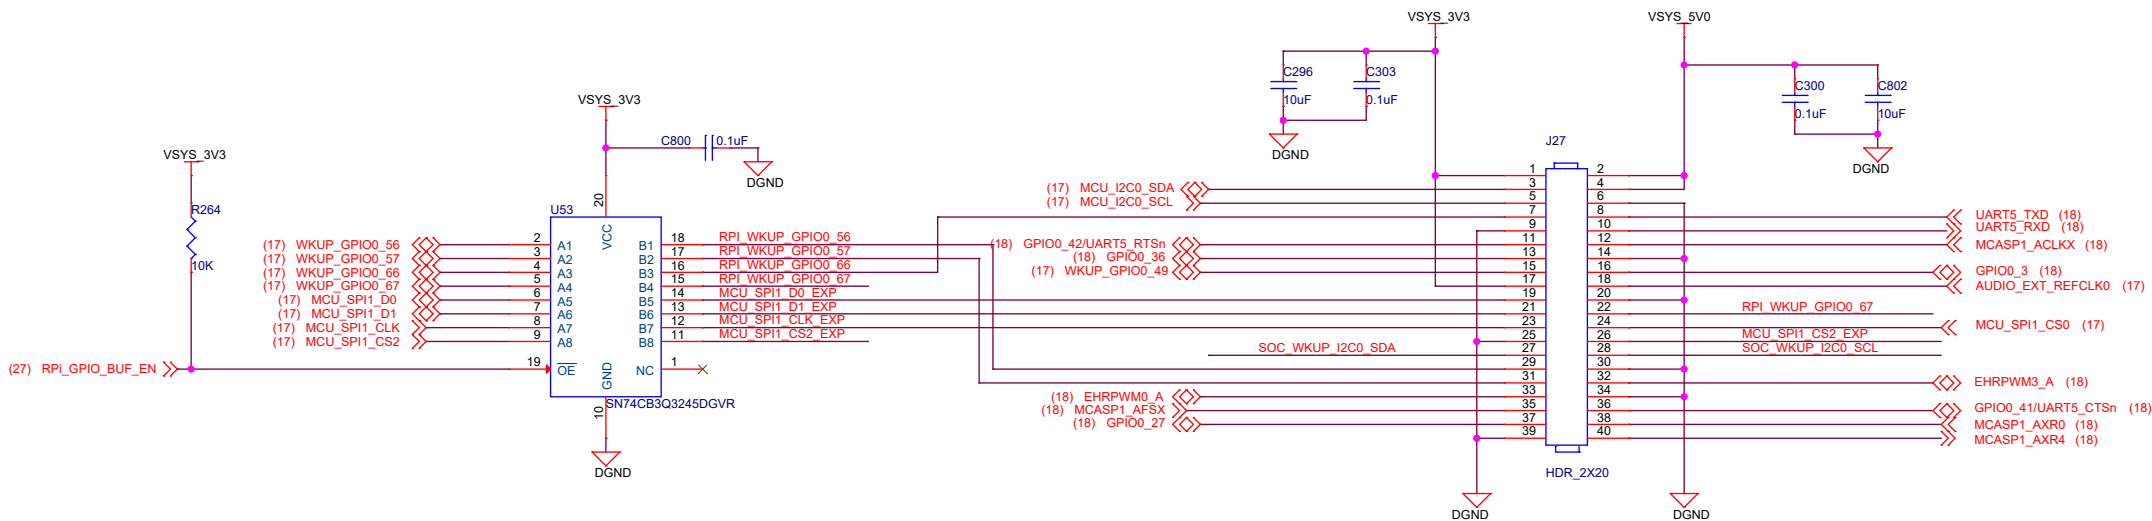 VSYS_3V3
R264
10K
(27) RPi_GPIO_BUF_EN
VSYS_3V3
C800 0.1uF
DGND
U53
20
VCC
(17) WKUP_GPIO0_56 2 A1 B1 18 RPI_WKUP_GPIO0_56
(17) WKUP_GPIO0_57 3 A2 B2 17 RPI_WKUP_GPIO0_57
(17) WKUP_GPIO0_66 4 A3 B3 16 RPI_WKUP_GPIO0_66
(17) WKUP_GPIO0_67 5 A4 B4 15 RPI_WKUP_GPIO0_67
(17) MCU_SPI1_D0 6 A5 B5 14 MCU_SPI1_D0_EXP
(17) MCU_SPI1_D1 7 A6 B6 13 MCU_SPI1_D1_EXP
(17) MCU_SPI1_CLK 8 A7 B7 12 MCU_SPI1_CLK_EXP
(17) MCU_SPI1_CS2 9 A8 B8 11 MCU_SPI1_CS2_EXP
19 OE NC 1
GND
10
SN74CB3Q3245DGVR
DGND
VSYS_3V3
C296
10uF
C303
0.1uF
DGND
VSYS_5V0
C300
0.1uF
C802
10uF
DGND
J27
1 2
(17) MCU_I2C0_SDA 3 4
(17) MCU_I2C0_SCL 5 6
7 8 UART5_TXD (18)
9 10 UART5_RXD (18)
(18) GPIO0_42/UART5_RTSn 11 12 MCASP1_ACLKX (18)
(18) GPIO0_36 13 14
(17) WKUP_GPIO0_49 15 16 GPIO0_3 (18)
17 18 AUDIO_EXT_REFCLK0 (17)
19 20
21 22 RPI_WKUP_GPIO0_67
23 24 MCU_SPI1_CS0 (17)
25 26 MCU_SPI1_CS2_EXP
SOC_WKUP_I2C0_SDA 27 28 SOC_WKUP_I2C0_SCL
29 30
31 32 EHRPWM3_A (18)
(18) EHRPWM0_A 33 34
(18) MCASP1_AFSX 35 36 GPIO0_41/UART5_CTSn (18)
(18) GPIO0_27 37 38 MCASP1_AXR0 (18)
39 40 MCASP1_AXR4 (18)
HDR_2X20
DGND
DGND